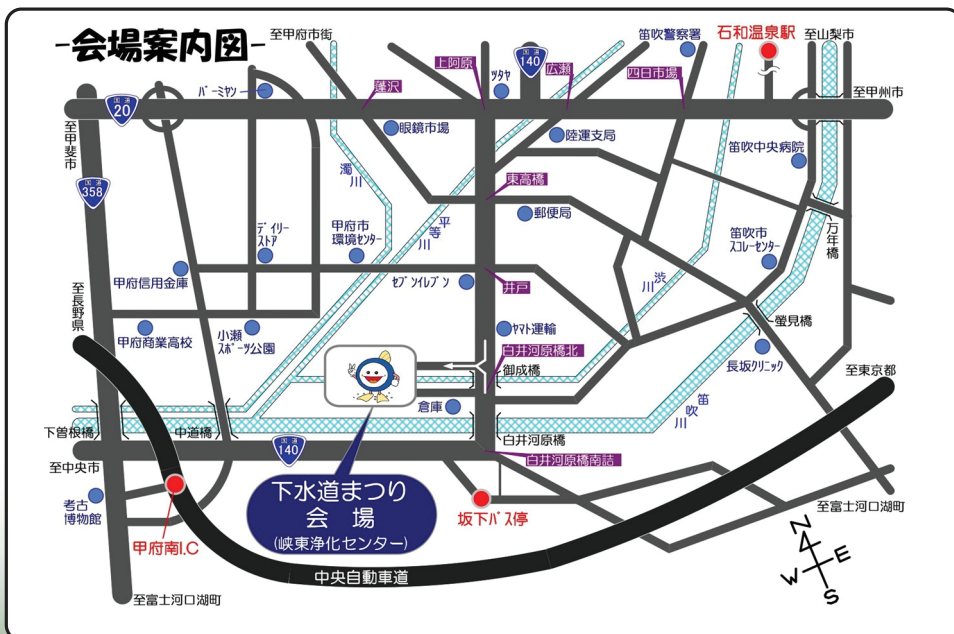 -会場案内図-
至甲府市街
上阿原
国道
140
ﾂﾀﾔ
広瀬
笛吹警察署
四日市場
石和温泉駅
至山梨市
国道
20
ﾊﾞｰﾐﾔﾝ
蓬沢
至甲州市
至甲斐市
眼鏡市場
陸運支局
笛吹中央病院
国道
358
濁川
東高橋
郵便局
平等川
ﾃﾞｲﾘｰ
ｽﾄｱ
甲府市
環境ｾﾝﾀｰ
笛吹市
ｽｺﾚｰｾﾝﾀｰ
万年橋
甲府信用金庫
ｾﾌﾞﾝｲﾚﾌﾞﾝ
井戸
渋川
至長野県
甲府商業高校
小瀬
ｽﾎﾟｰﾂ公園
ﾔﾏﾄ運輸
白井河原橋北
蛍見橋
御成橋
長坂ｸﾘﾆｯｸ
至東京都
倉庫
笛吹川
下曽根橋
中道橋
白井河原橋
国道
140
白井河原橋南詰
至中央市
下水道まつり
会場
(峡東浄化センター)
考古
博物館
甲府南I.C
坂下ﾊﾞｽ停
至富士河口湖町
中央自動車道
至富士河口湖町
N
E
W
S